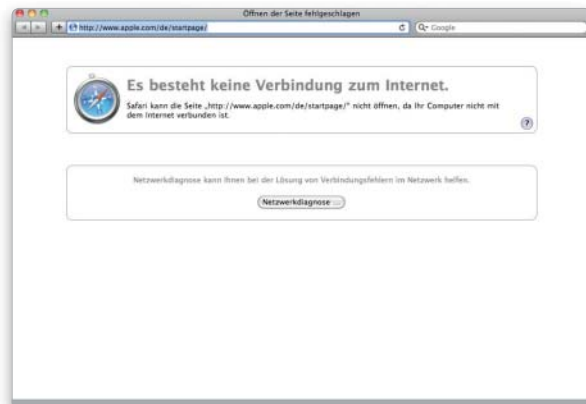 Öffnen der Seite fehlgeschlagen
http://www.apple.com/de/startpage/
Google
Es besteht keine Verbindung zum Internet.
Safari kann die Seite „http://www.apple.com/de/startpage/“ nicht öffnen, da Ihr Computer nicht mit
dem Internet verbunden ist.
?
Netzwerkdiagnose kann Ihnen bei der Lösung von Verbindungsfehlern im Netzwerk helfen.
Netzwerkdiagnose ...